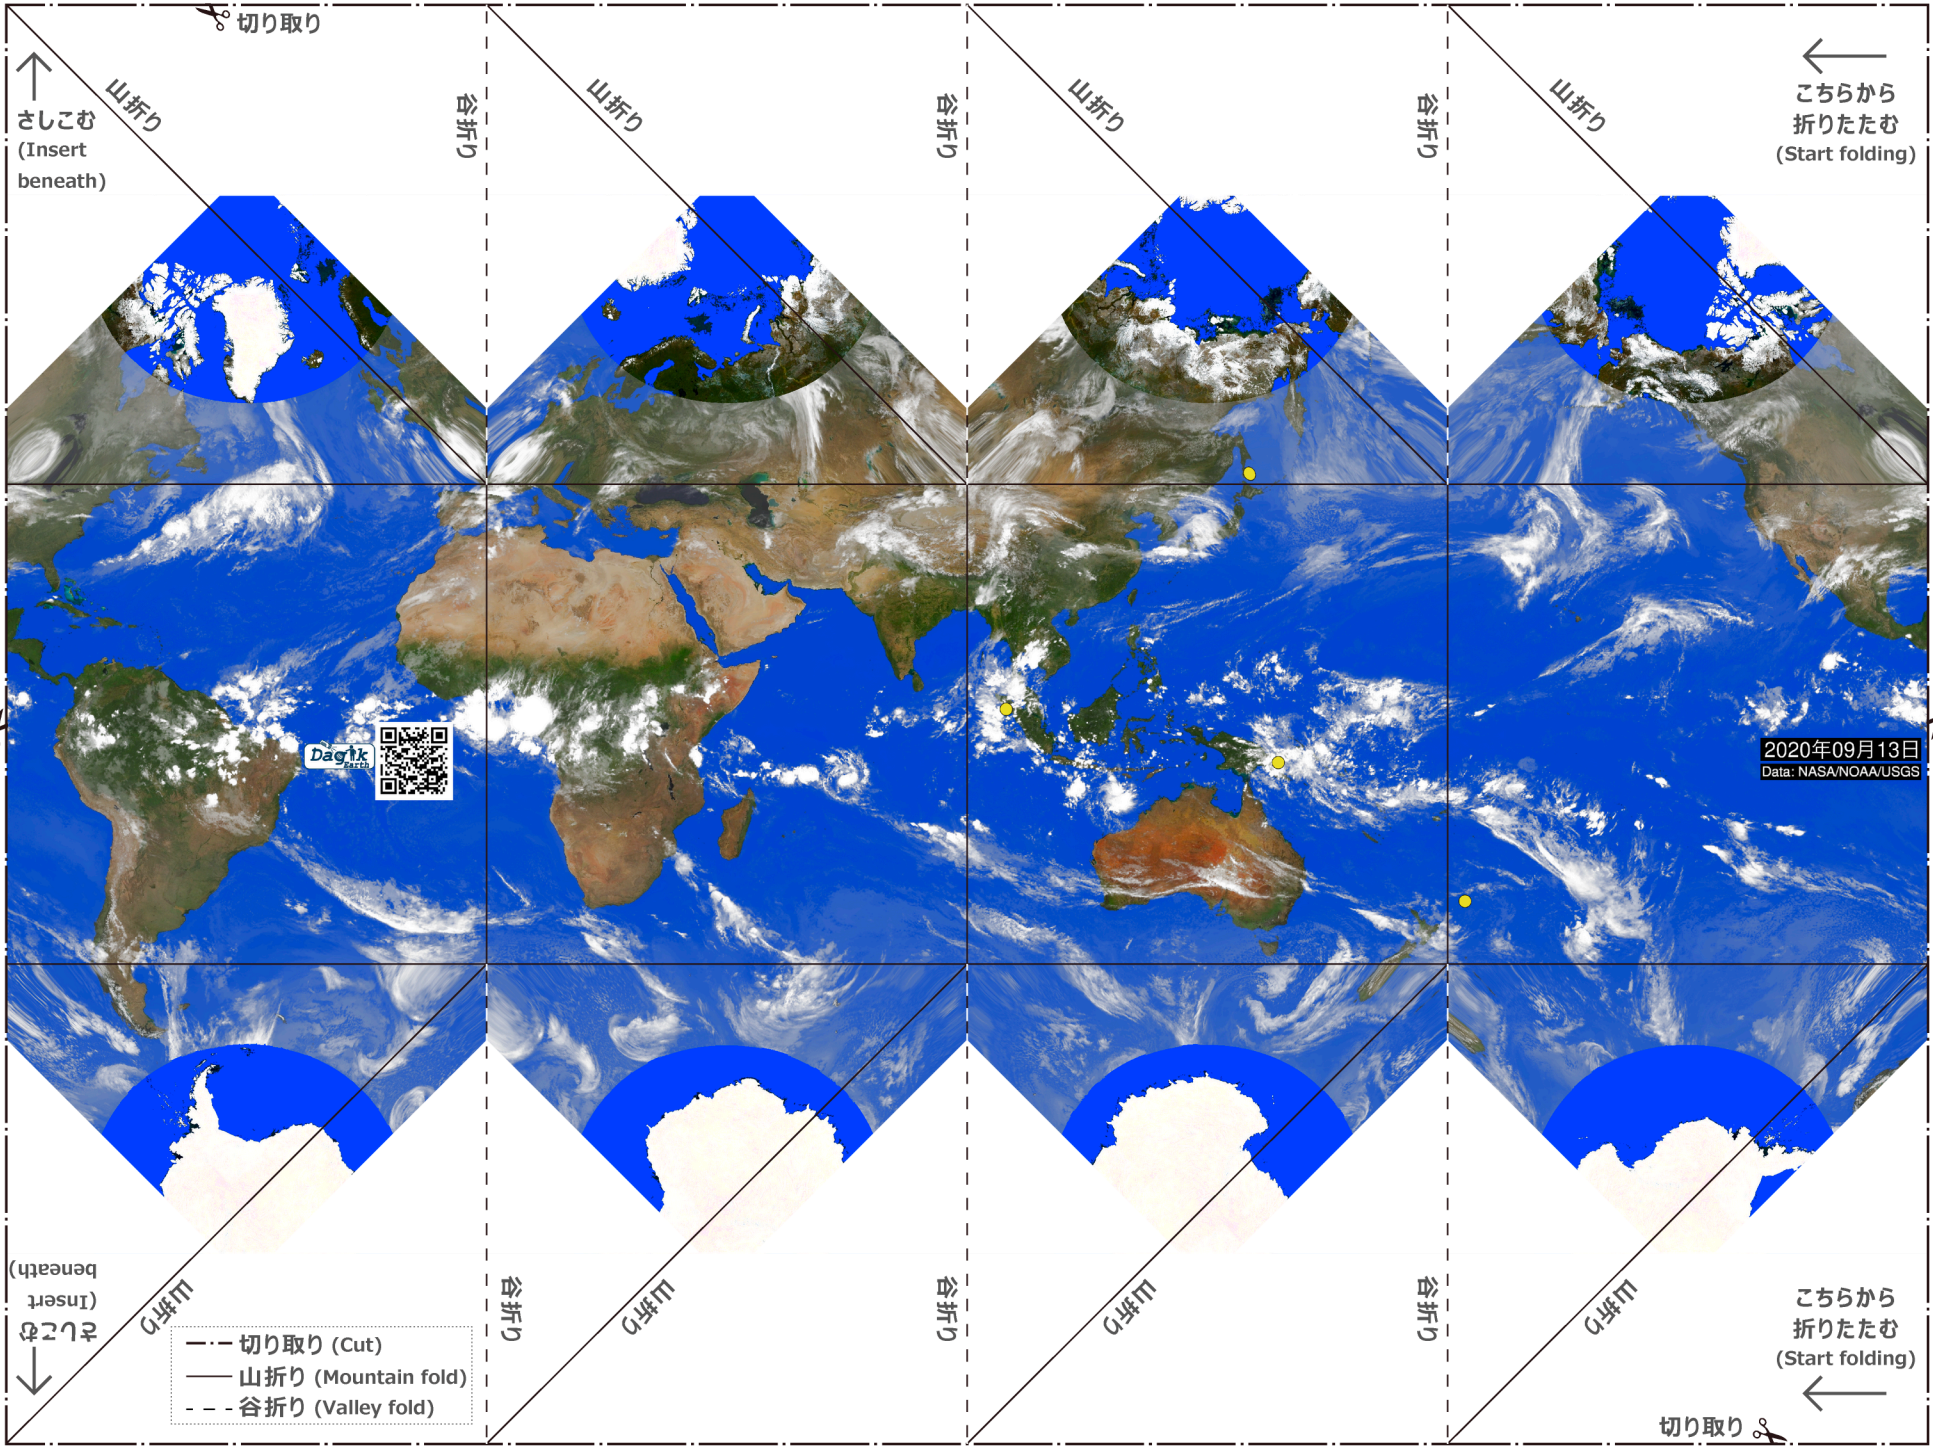 切り取り
山折り
谷折り
山折り
谷折り
山折り
谷折り
山折り
さしこむ
(Insert
beneath)
こちらから
折りたたむ
(Start folding)
Dagik
Earth
2020年09月13日
Data: NASA/NOAA/USGS
さしこむ
(Insert
beneath)
山折り
谷折り
山折り
谷折り
山折り
谷折り
山折り
こちらから
折りたたむ
(Start folding)
切り取り (Cut)
山折り (Mountain fold)
谷折り (Valley fold)
切り取り